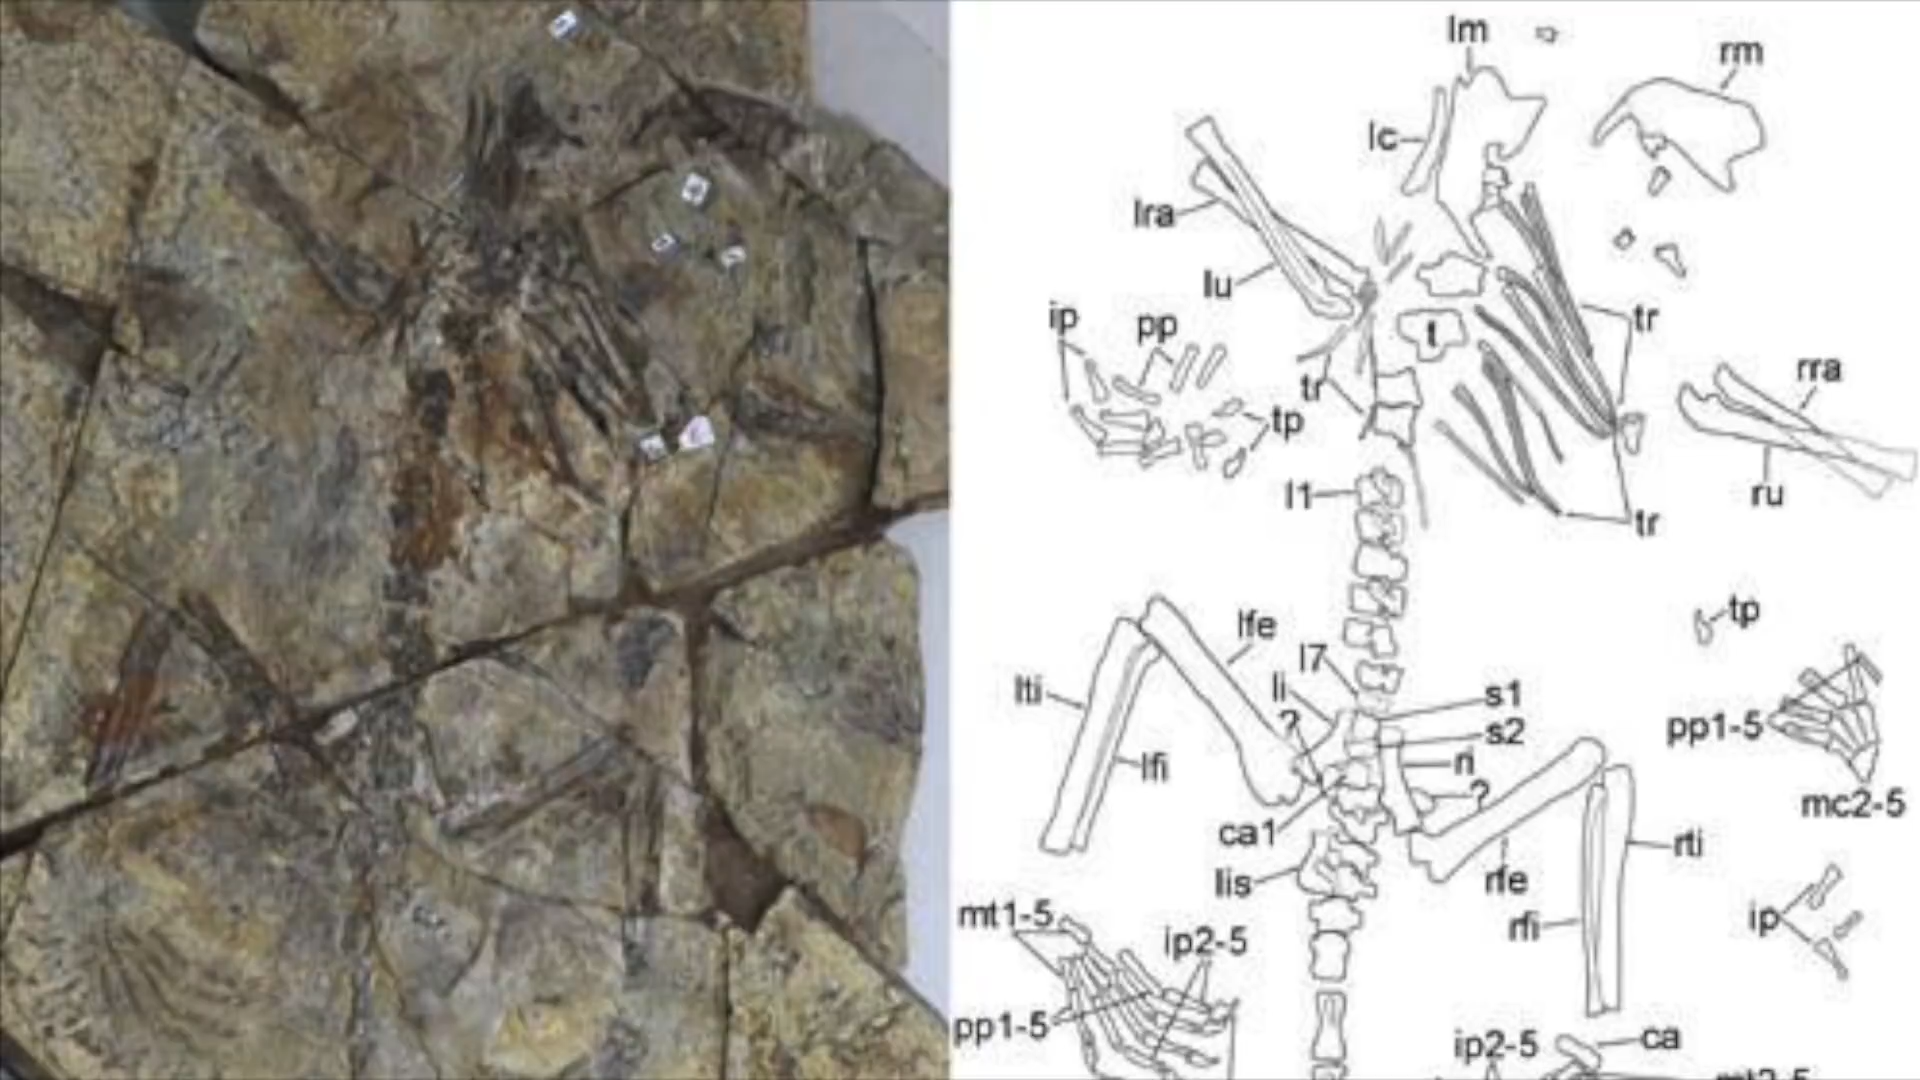 lm
rm
lc
lra
lu
ip
pp
tr
t
tr
rra
tp
l1
ru
tr
tp
lfe
l7
lti
li
s1
?
s2
pp1-5
lfi
ri
?
mc2-5
ca1
rti
lis
rfe
mt1-5
ip
rfi
ip2-5
pp1-5
ip2-5
ca
mt2-5